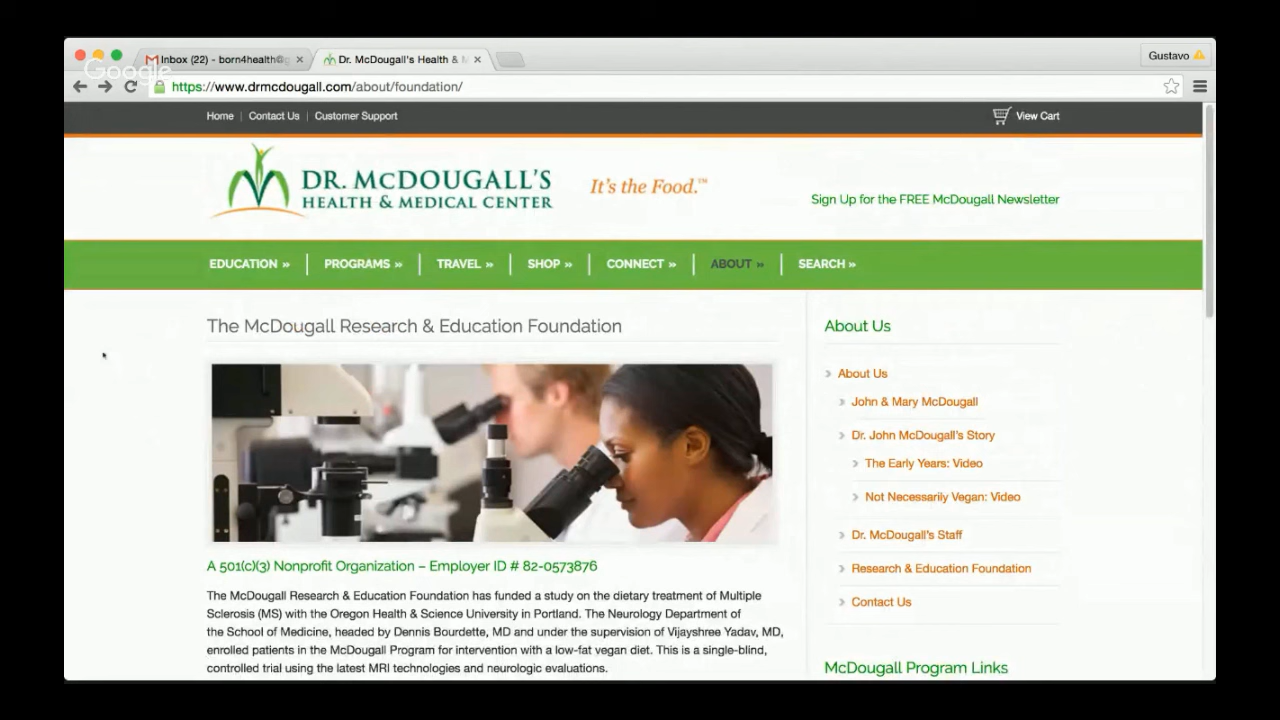 Inbox (22) - born4health@g
Dr. McDougall's Health & M
Gustavo
Google
https://www.drmcdougall.com/about/foundation/
Home | Contact Us | Customer Support
View Cart
DR. MCDOUGALL'S
HEALTH & MEDICAL CENTER
It's the Food.™
Sign Up for the FREE McDougall Newsletter
EDUCATION » PROGRAMS » TRAVEL » SHOP » CONNECT » ABOUT » SEARCH »
The McDougall Research & Education Foundation
A 501(c)(3) Nonprofit Organization – Employer ID # 82-0573876
The McDougall Research & Education Foundation has funded a study on the dietary treatment of Multiple
Sclerosis (MS) with the Oregon Health & Science University in Portland. The Neurology Department of
the School of Medicine, headed by Dennis Bourdette, MD and under the supervision of Vijayshree Yadav, MD,
enrolled patients in the McDougall Program for intervention with a low-fat vegan diet. This is a single-blind,
controlled trial using the latest MRI technologies and neurologic evaluations.
About Us
About Us
John & Mary McDougall
Dr. John McDougall's Story
The Early Years: Video
Not Necessarily Vegan: Video
Dr. McDougall's Staff
Research & Education Foundation
Contact Us
McDougall Program Links